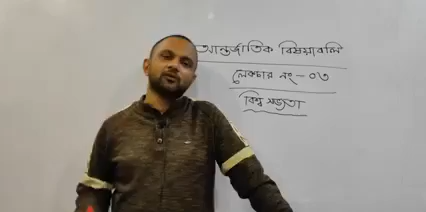 আন্তর্জাতিক বিষয়াবলি
লেকচার নং - ০৩
বিশ্ব সভ্যতা